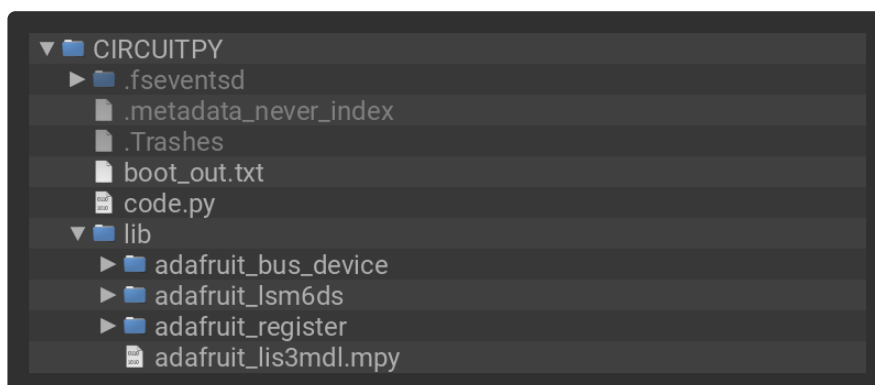 CIRCUITPY
.fseventsd
.metadata_never_index
.Trashes
boot_out.txt
code.py
lib
adafruit_bus_device
adafruit_lsm6ds
adafruit_register
adafruit_lis3mdl.mpy